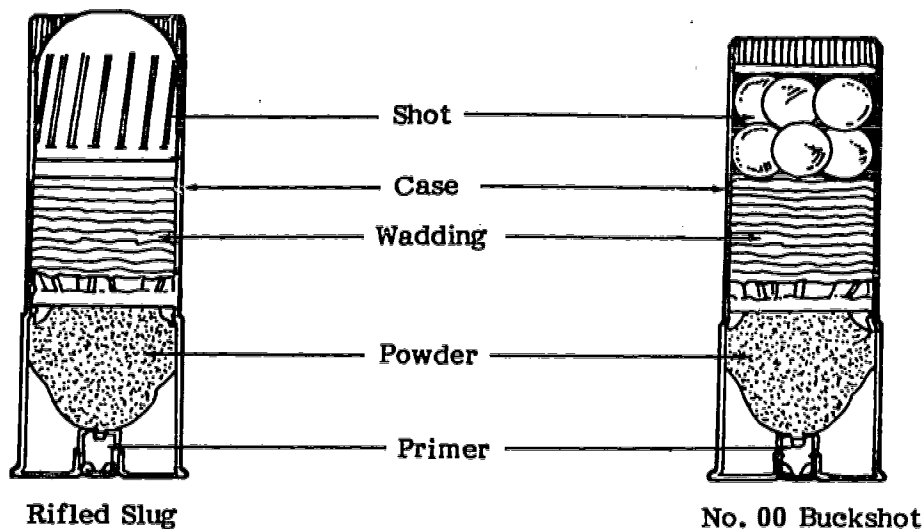 Shot
Case
Wadding
Powder
Primer
Rifled Slug
No. 00 Buckshot